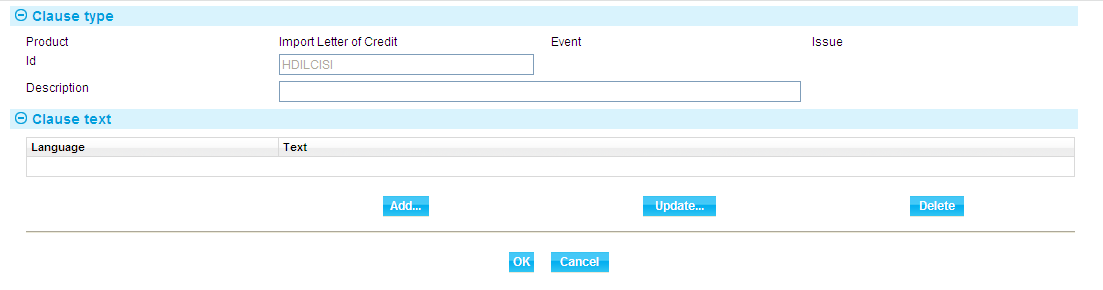 Clause type
Product Import Letter of Credit Event Issue
Id HDILCISI
Description
Clause text
Language Text
Add... Update... Delete
OK Cancel